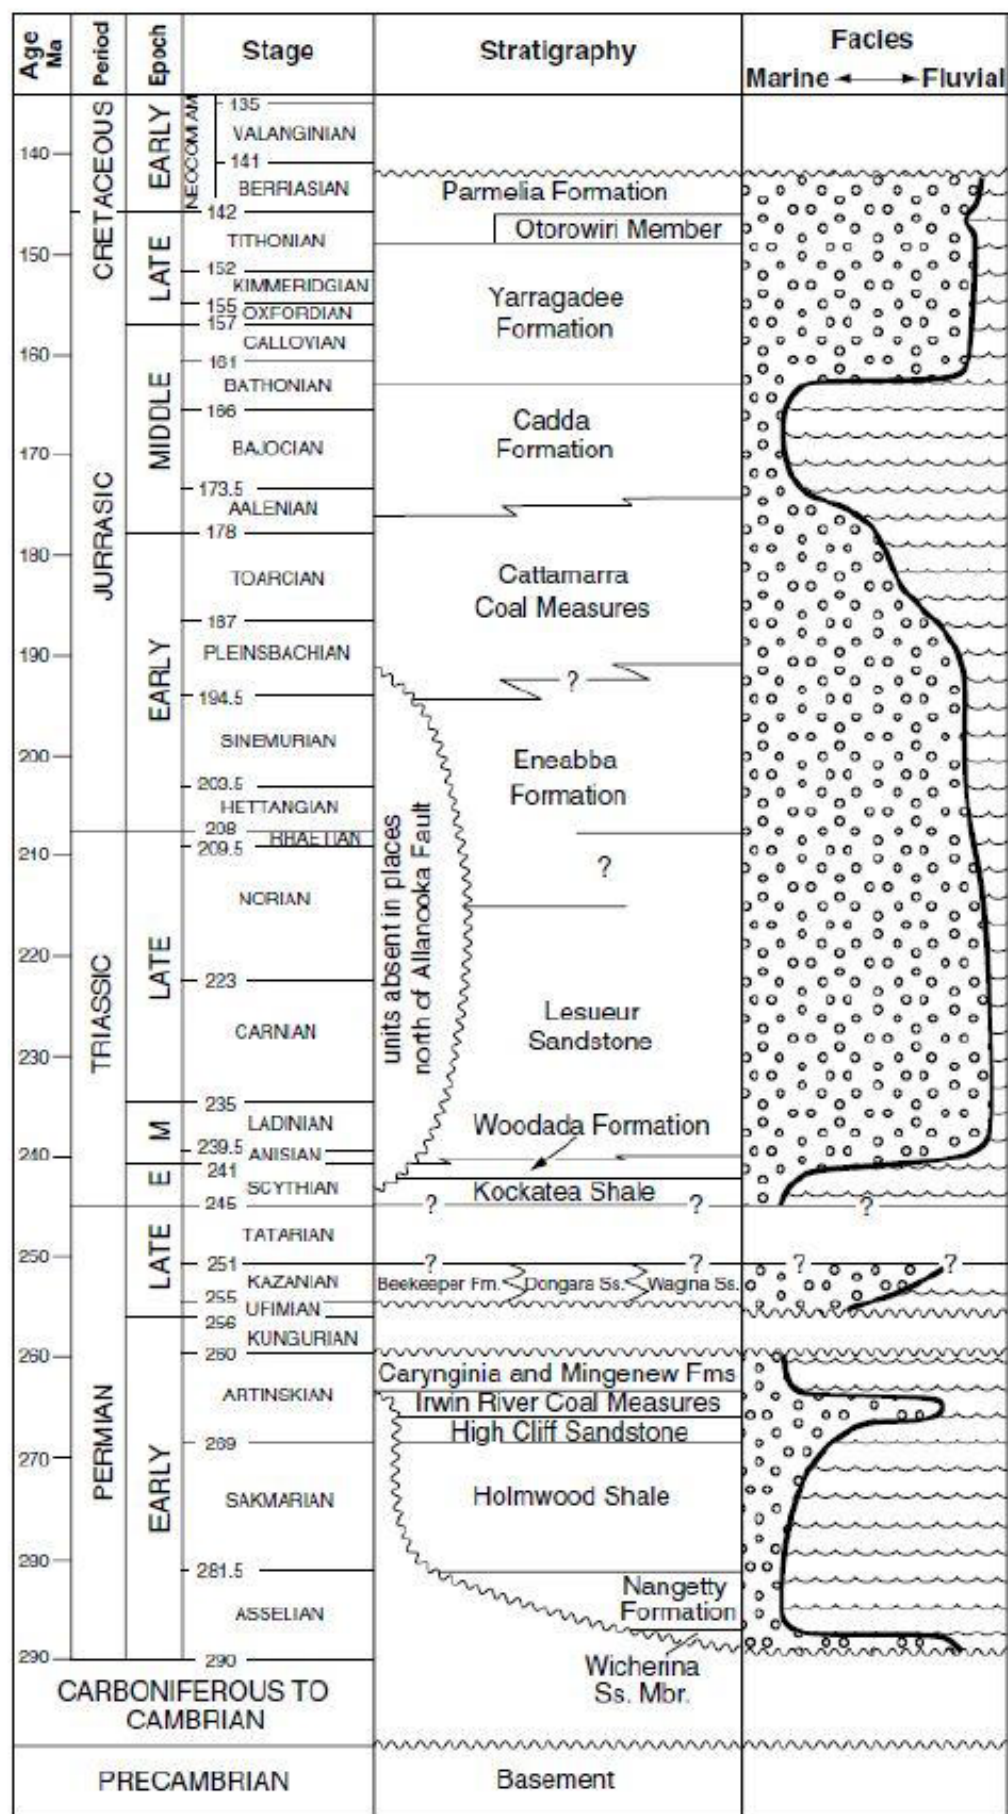 Age Ma
Period
Epoch
Stage
Stratigraphy
Facies
Marine
Fluvial
140
150
160
170
180
190
200
210
220
230
240
250
260
270
280
290
CRETACEOUS
JURRASIC
TRIASSIC
PERMIAN
EARLY
LATE
MIDDLE
EARLY
LATE
M
E
LATE
EARLY
NEOCOMIAM
135
VALANGINIAN
141
BERRIASIAN
142
TITHONIAN
152
KIMMERIDGIAN
155
OXFORDIAN
157
CALLOVIAN
161
BATHONIAN
166
BAJOCIAN
173.5
AALENIAN
178
TOARCIAN
187
PLEINSBACHIAN
194.5
SINEMURIAN
203.5
HETTANGIAN
208
RHAETIAN
209.5
NORIAN
223
CARNIAN
235
LADINIAN
239.5
ANISIAN
241
SCYTHIAN
245
TATARIAN
251
KAZANIAN
255
UFIMIAN
256
KUNGURIAN
260
ARTINSKIAN
269
SAKMARIAN
281.5
ASSELIAN
290
Parmelia Formation
Otorowiri Member
Yarragadee
Formation
Cadda
Formation
Cattamarra
Coal Measures
?
Eneabba
Formation
?
units absent in places
north of Allanooka Fault
Lesueur
Sandstone
Woodada Formation
Kockatea Shale
? ? ?
? ? ? ?
Beekeeper Fm. Dongara Ss. Wagina Ss.
Carynginia and Mingenew Fms
Irwin River Coal Measures
High Cliff Sandstone
Holmwood Shale
Nangetty
Formation
Wicherina
Ss. Mbr.
CARBONIFEROUS TO
CAMBRIAN
PRECAMBRIAN
Basement